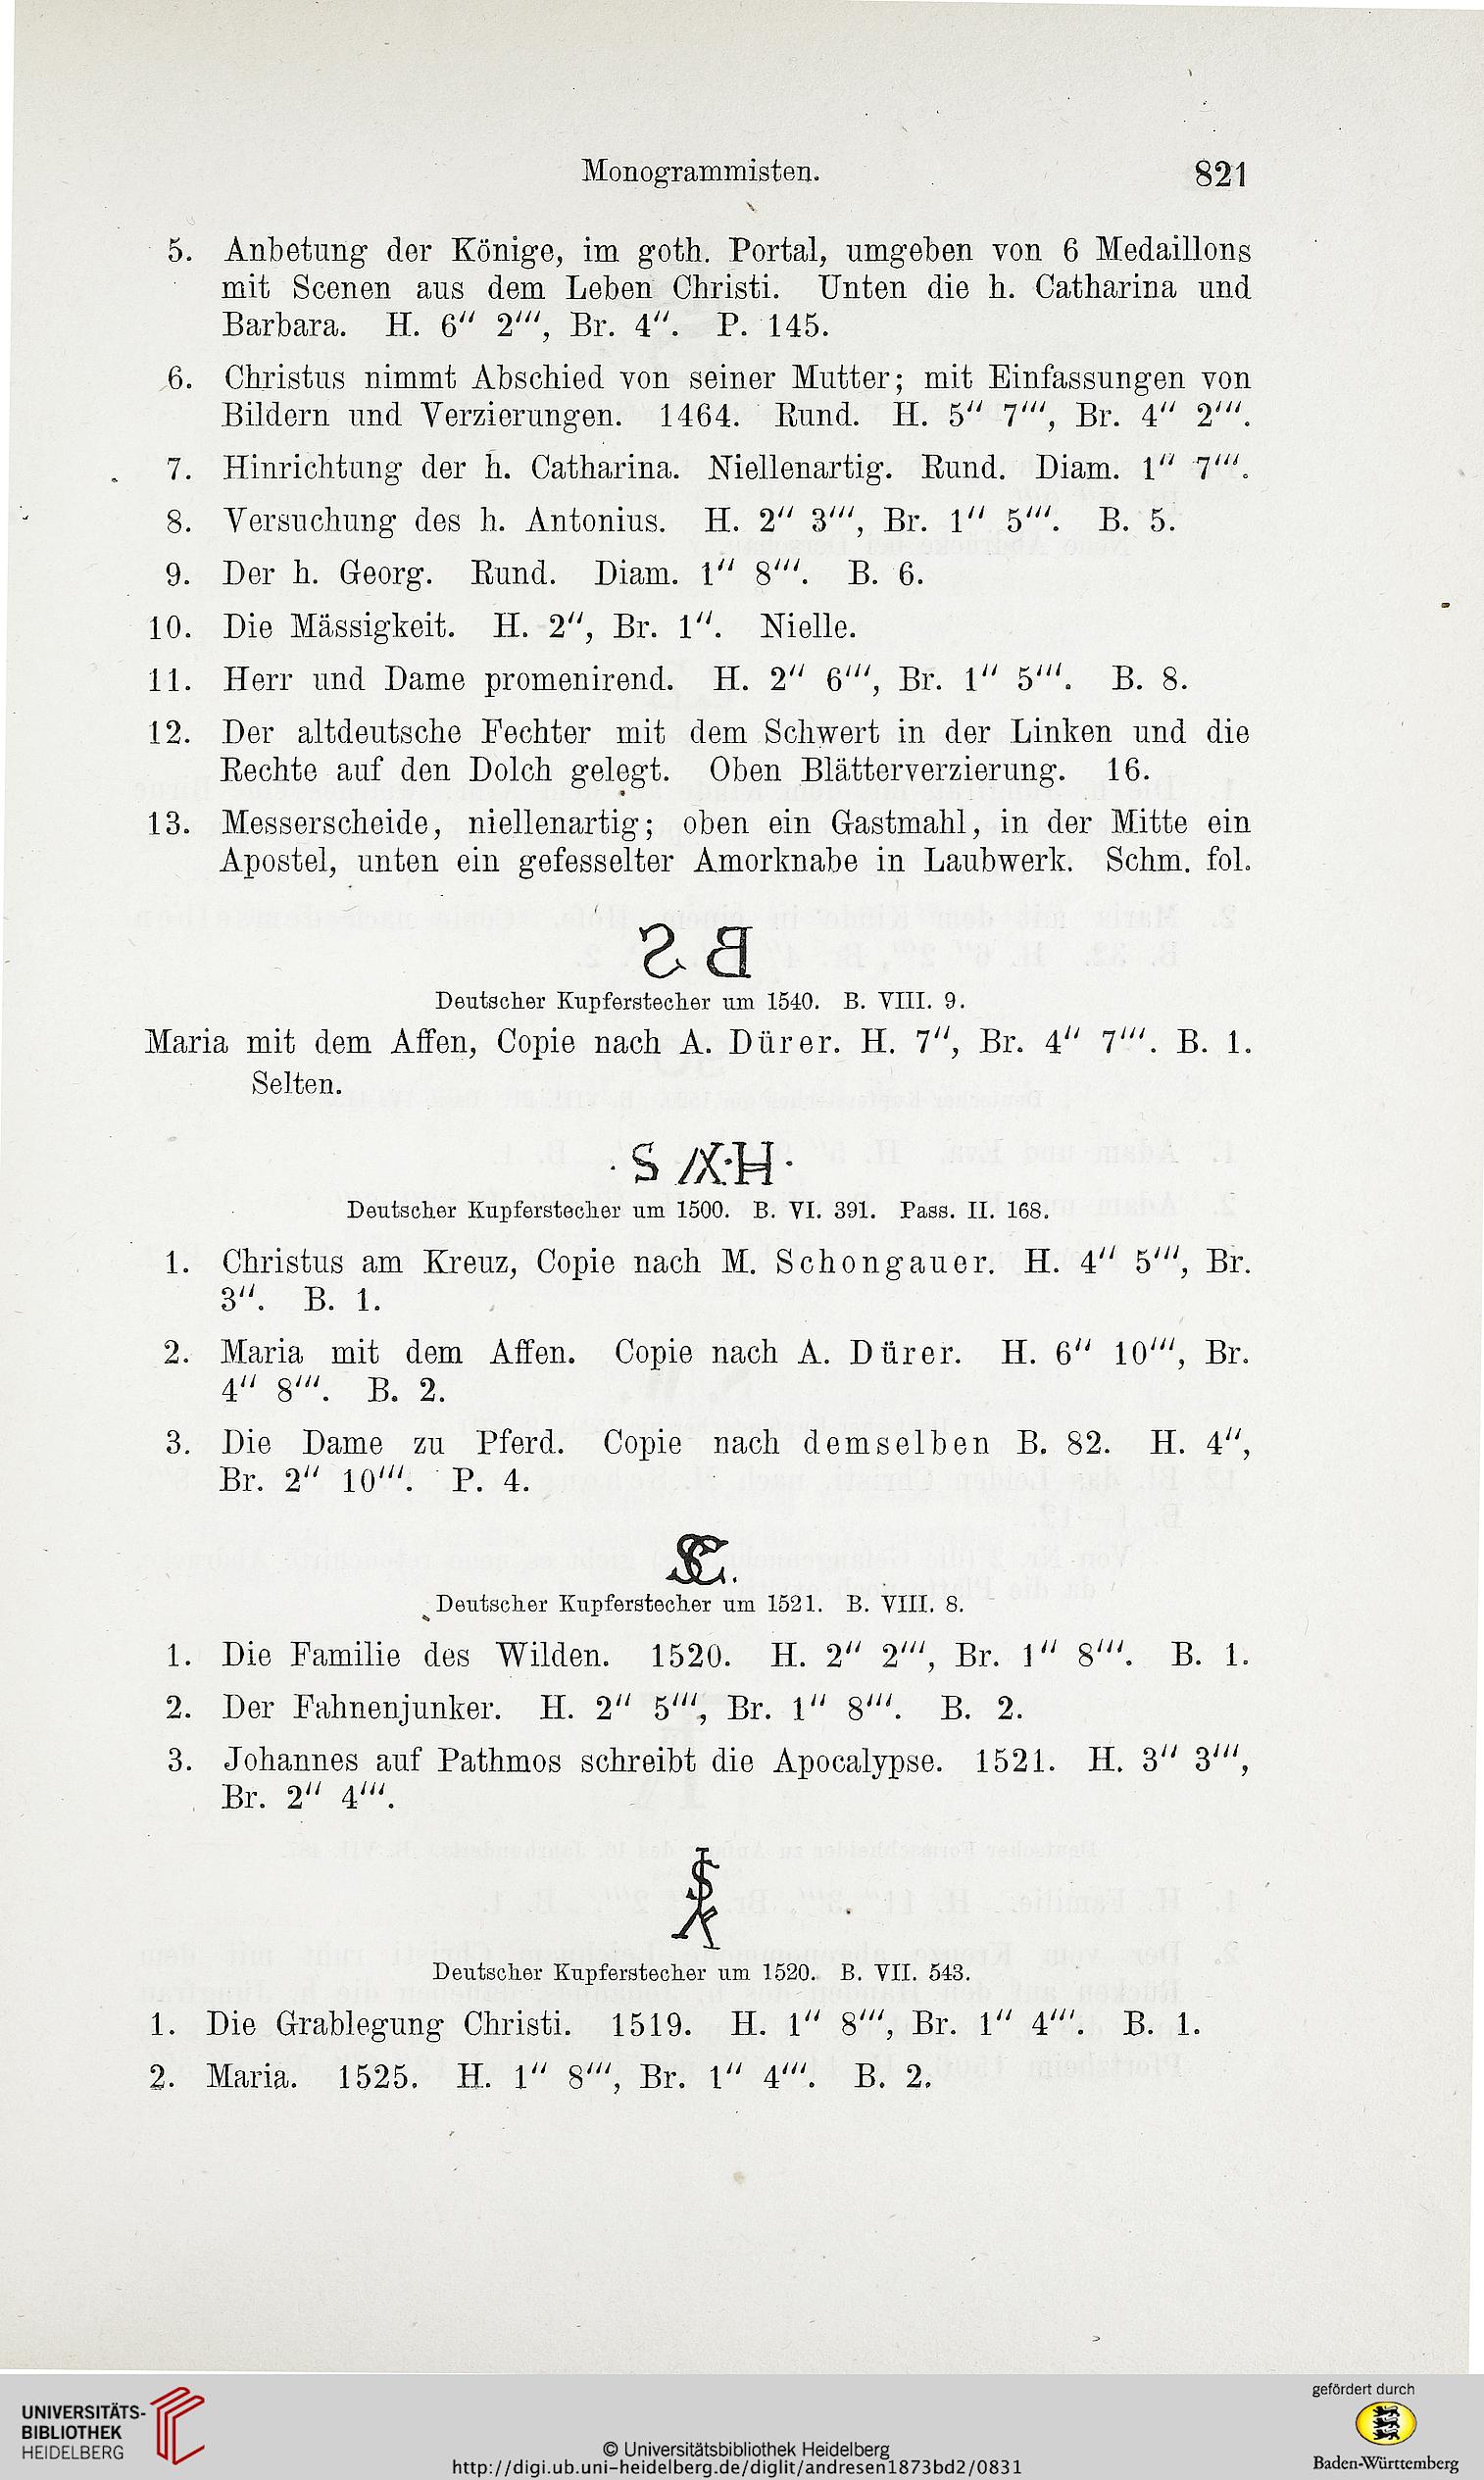 Monogrammisten. 821
5. Anbetung der Könige, im goth. Portal, umgeben von 6 Medaillons
mit Scenen aus dem Leben Christi. Unten die h. Catharina und
Barbara. H. 6“ 2“‘, Br. 4“. P. 145.
6. Christus nimmt Abschied von seiner Mutter; mit Einfassungen von
Bildern und Verzierungen. 1464. Rund. H. 5“ 7“‘, Br. 4“ 2“‘.
7. Hinrichtung der h. Catharina. Niellenartig. Rund. Diam. 1“ 7“‘.
8. Versuchung des h. Antonius. H. 2“ 3“‘, Br. 1“ 5“‘. B. 5.
9. Der h. Georg. Rund. Diam. 1“ 8“‘. B. 6.
10. Die Mässigkeit. H. 2“, Br. 1“. Nielle.
11. Herr und Dame promenirend. H. 2“ 6“‘, Br. 1“ 5“‘. B. 8.
12. Der altdeutsche Fechter mit dem Schwert in der Linken und die
Rechte auf den Dolch gelegt. Oben Blätterverzierung. 16.
13. Messerscheide, niellenartig; oben ein Gastmahl, in der Mitte ein
Apostel, unten ein gefesselter Amorknabe in Laubwerk. Schm. fol.
S B
Deutscher Kupferstecher um 1540. B. VIII. 9.
Maria mit dem Affen, Copie nach A. Dürer. H. 7“, Br. 4“ 7“‘. B. 1.
Selten.
Deutscher Kupferstecher um 1500. B. VI. 391. Pass. II. 168.
1. Christus am Kreuz, Copie nach M. Schongauer. H. 4“ 5“‘, Br.
3“. B. 1.
2. Maria mit dem Affen. Copie nach A. Dürer. H. 6“ 10“‘, Br.
4“ 8“‘. B. 2.
3. Die Dame zu Pferd. Copie nach demselben B. 82. H. 4“,
Br. 2“ 10“‘. P. 4.
Deutscher Kupferstecher um 1521. B. VIII. 8.
1. Die Familie des Wilden. 1520. H. 2“ 2“‘, Br. 1“ 8“‘. B. 1.
2. Der Fahnenjunker. H. 2“ 5“‘, Br. 1“ 8“‘. B. 2.
3. Johannes auf Pathmos schreibt die Apocalypse. 1521. H. 3“ 3“‘,
Br. 2“ 4“‘.
Deutscher Kupferstecher um 1520. B. VII. 543.
1. Die Grablegung Christi. 1519. H. 1“ 8“‘, Br. 1“ 4“‘. B. 1.
2. Maria. 1525. H. 1“ 8“‘, Br. 1“ 4“‘. B. 2.
UNIVERSITÄTS-
BIBLIOTHEK
HEIDELBERG
© Universitätsbibliothek Heidelberg
http://digi.ub.uni-heidelberg.de/diglit/andresen1873bd2/0831
gefördert durch
Baden-Württemberg